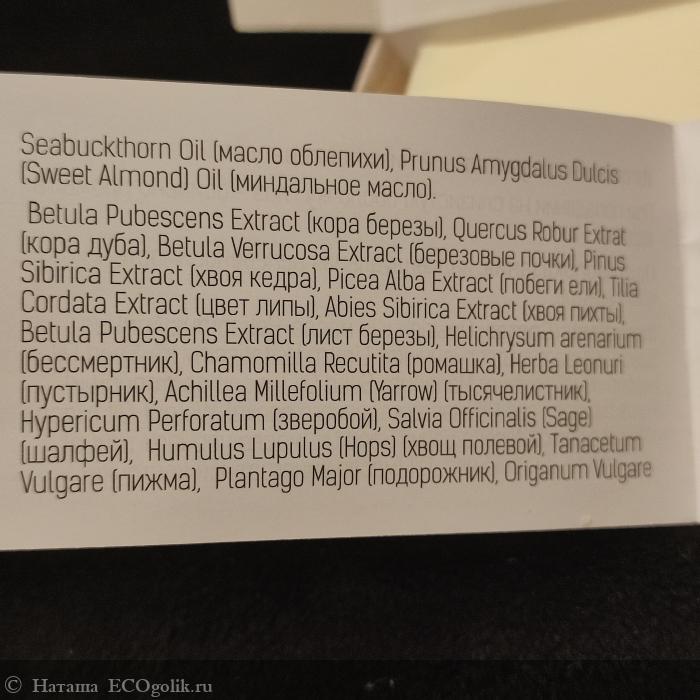 Seabuckthorn Oil (масло облепихи), Prunus Amygdalus Dulcis
(Sweet Almond) Oil (миндальное масло).
Betula Pubescens Extract (кора березы), Quercus Robur Extrat
(кора дуба), Betula Verrucosa Extract (березовые почки), Pinus
Sibirica Extract (хвоя кедра), Picea Alba Extract (побеги ели), Tilia
Cordata Extract (цвет липы), Abies Sibirica Extract (хвоя пихты),
Betula Pubescens Extract (лист березы), Helichrysum arenarium
(бессмертник), Chamomilla Recutita (ромашка), Herba Leonuri
(пустырник), Achillea Millefolium (Yarrow) (тысячелистник),
Hypericum Perforatum (зверобой), Salvia Officinalis (Sage)
(шалфей), Humulus Lupulus (Hops) (хвощ полевой), Tanacetum
Vulgare (пижма), Plantago Major (подорожник), Origanum Vulgare
© Наташа ECOgolik.ru